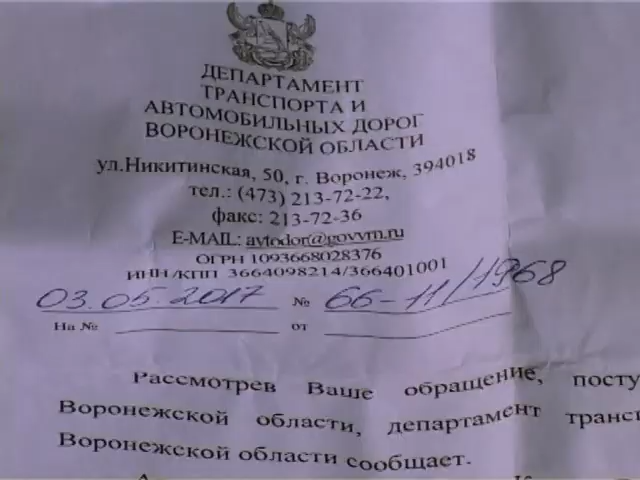 ДЕПАРТАМЕНТ
ТРАНСПОРТА И
АВТОМОБИЛЬНЫХ ДОРОГ
ВОРОНЕЖСКОЙ ОБЛАСТИ
ул.Никитинская, 50, г. Воронеж, 394018
тел.: (473) 213-72-22,
факс: 213-72-36
E-MAIL: avtodor@govvrn.ru
ОГРН 1093668028376
ИНН/КПП 3664098214/366401001
03.05.2017 № 66-11/1968
На № от
Рассмотрев Ваше обращение, посту
Воронежской области, департамент трансп
Воронежской области сообщает.